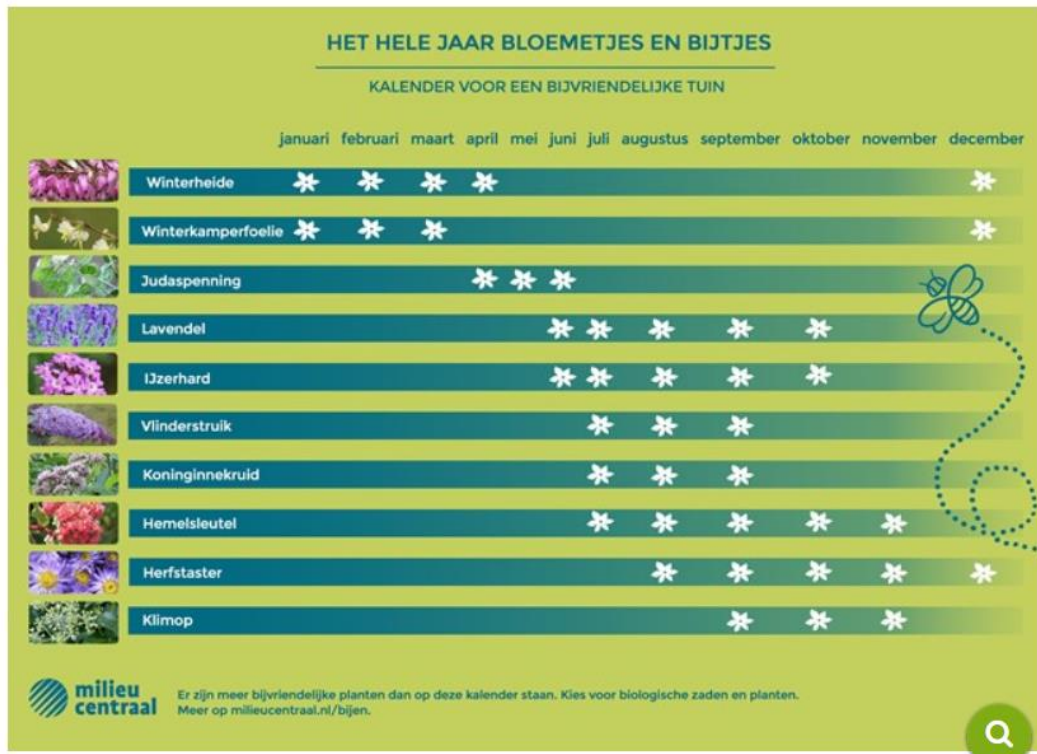 HET HELE JAAR BLOEMETJES EN BIJTJES
KALENDER VOOR EEN BIJVRIENDELIJKE TUIN
januari februari maart april mei juni juli augustus september oktober november december
Winterheide
Winterkamperfoelie
Judaspenning
Lavendel
IJzerhard
Vlinderstruik
Koninginnekruid
Hemelsleutel
Herfstaster
Klimop
milieu
centraal
Er zijn meer bijvriendelijke planten dan op deze kalender staan. Kies voor biologische zaden en planten.
Meer op milieucentraal.nl/bijen.